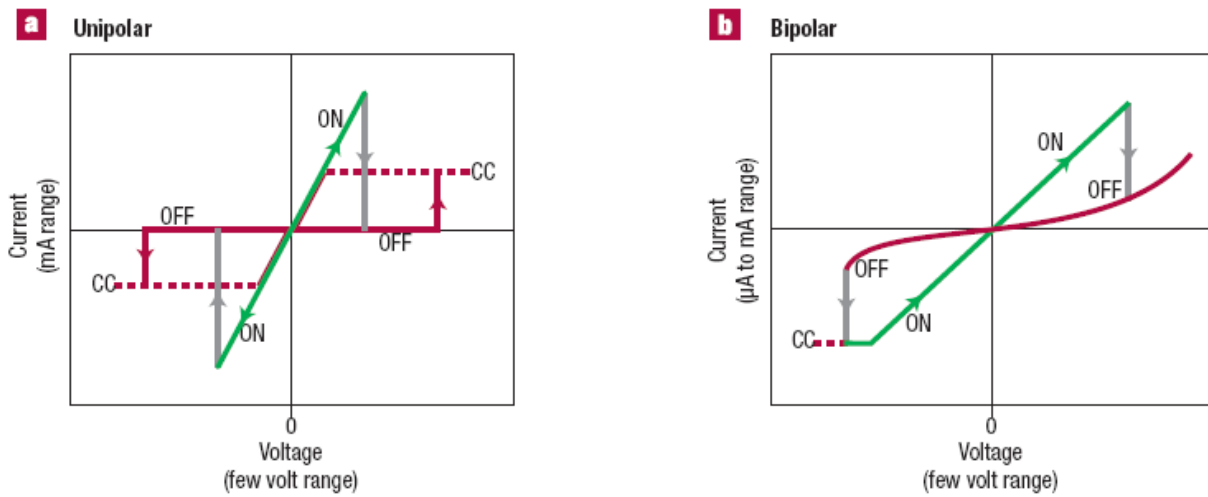 a Unipolar
ON
CC
OFF
OFF
CC
ON
Current
(mA range)
0
Voltage
(few volt range)
b Bipolar
ON
OFF
OFF
ON
CC
Current
(µA to mA range)
0
Voltage
(few volt range)